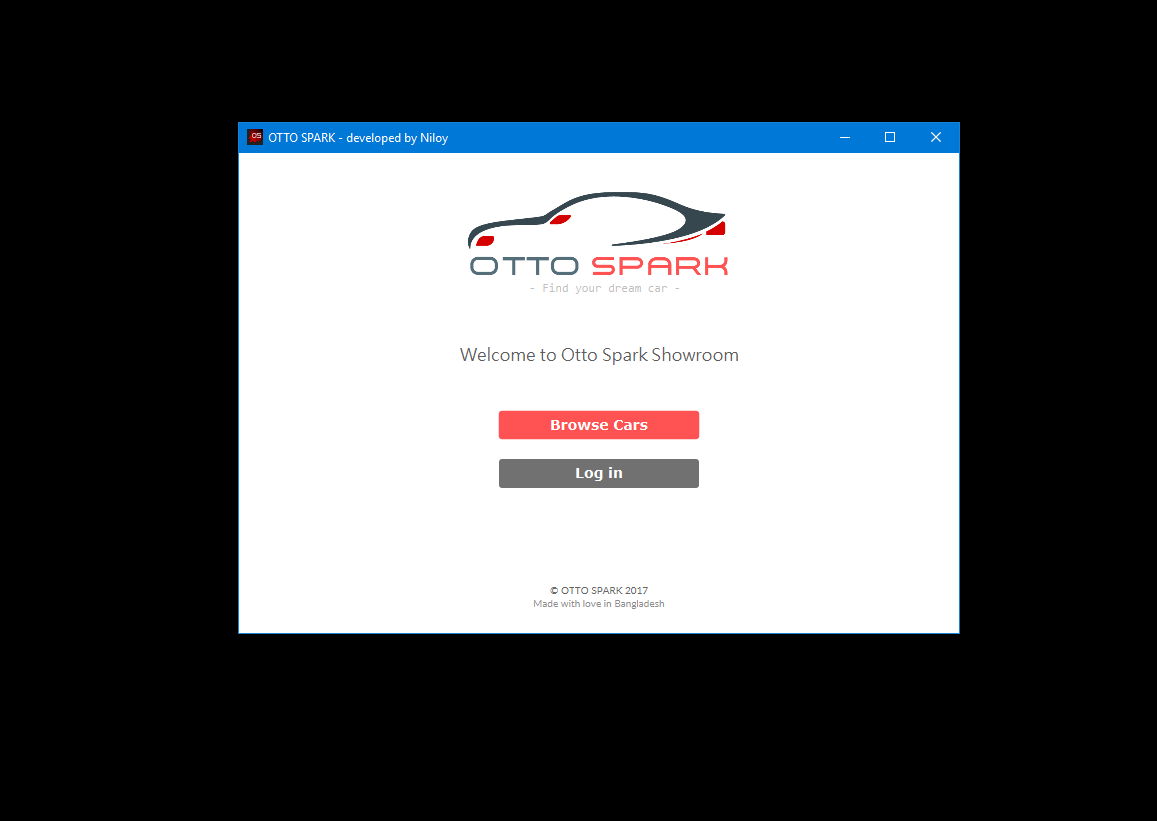 OS
OTTO SPARK - developed by Niloy
OTTO SPARK
- Find your dream car -
Welcome to Otto Spark Showroom
Browse Cars
Log in
© OTTO SPARK 2017
Made with love in Bangladesh